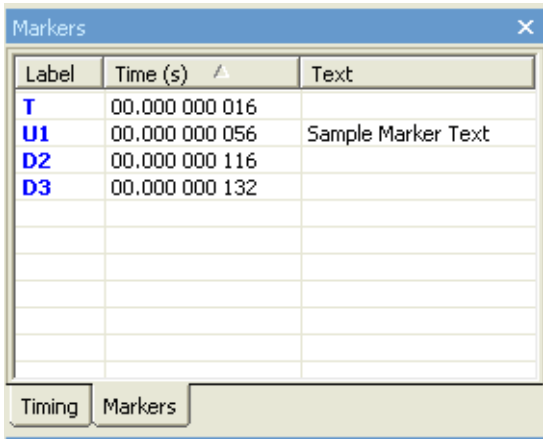 Markers
Label Time (s) Text
T 00.000 000 016
U1 00.000 000 056 Sample Marker Text
D2 00.000 000 116
D3 00.000 000 132
Timing Markers